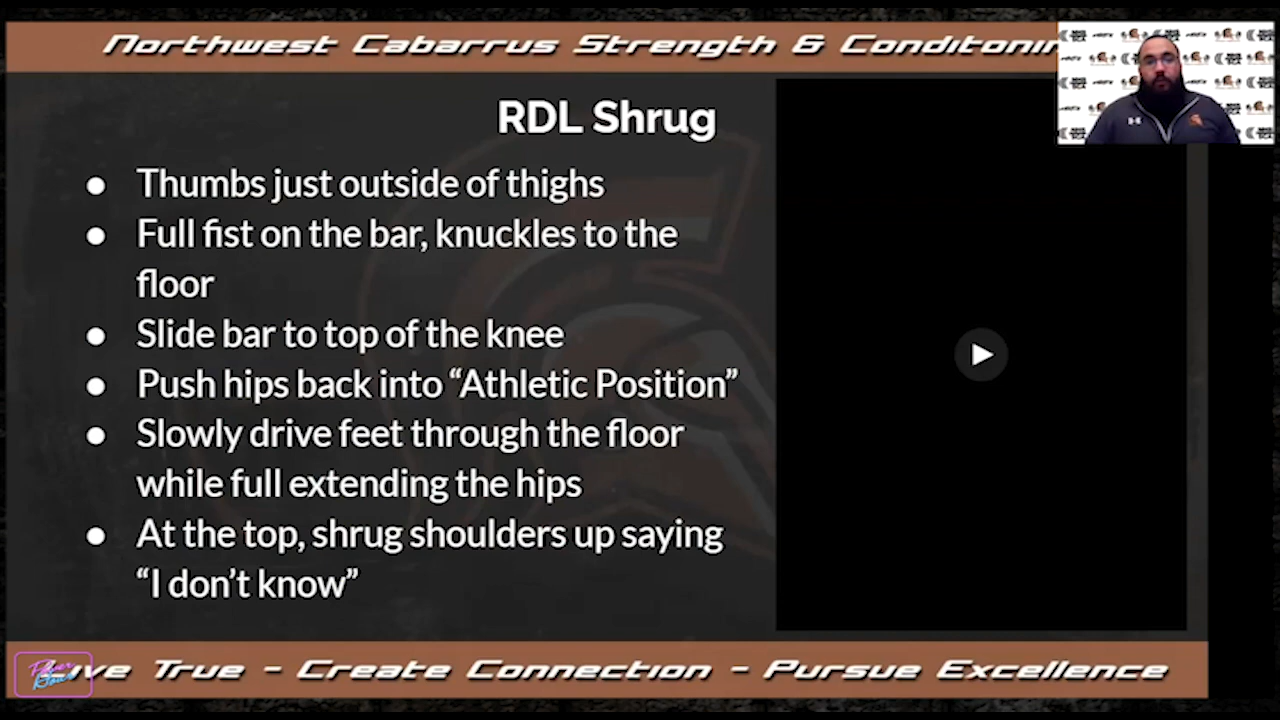 Northwest Cabarrus Strength & Conditonin
RDL Shrug
● Thumbs just outside of thighs
● Full fist on the bar, knuckles to the
floor
● Slide bar to top of the knee
● Push hips back into “Athletic Position”
● Slowly drive feet through the floor
while full extending the hips
● At the top, shrug shoulders up saying
“I don’t know”
True - Create Connection - Pursue Excellence